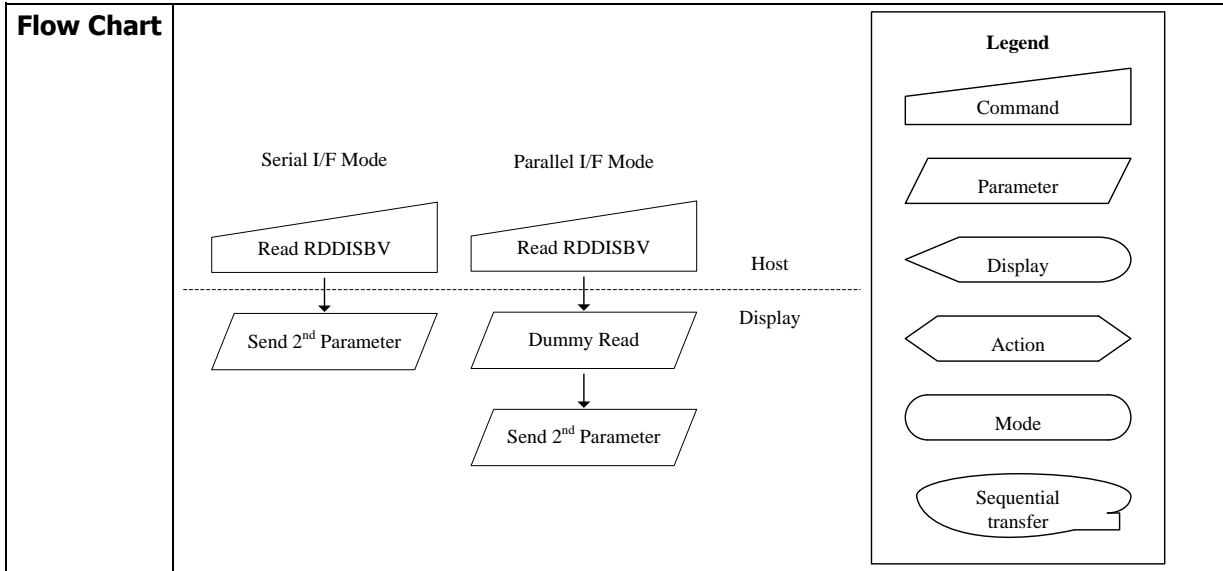 Flow Chart
Serial I/F Mode
Parallel I/F Mode
Read RDDISBV
Read RDDISBV
Host
Display
Send 2nd Parameter
Dummy Read
Send 2nd Parameter
Legend
Command
Parameter
Display
Action
Mode
Sequential
transfer